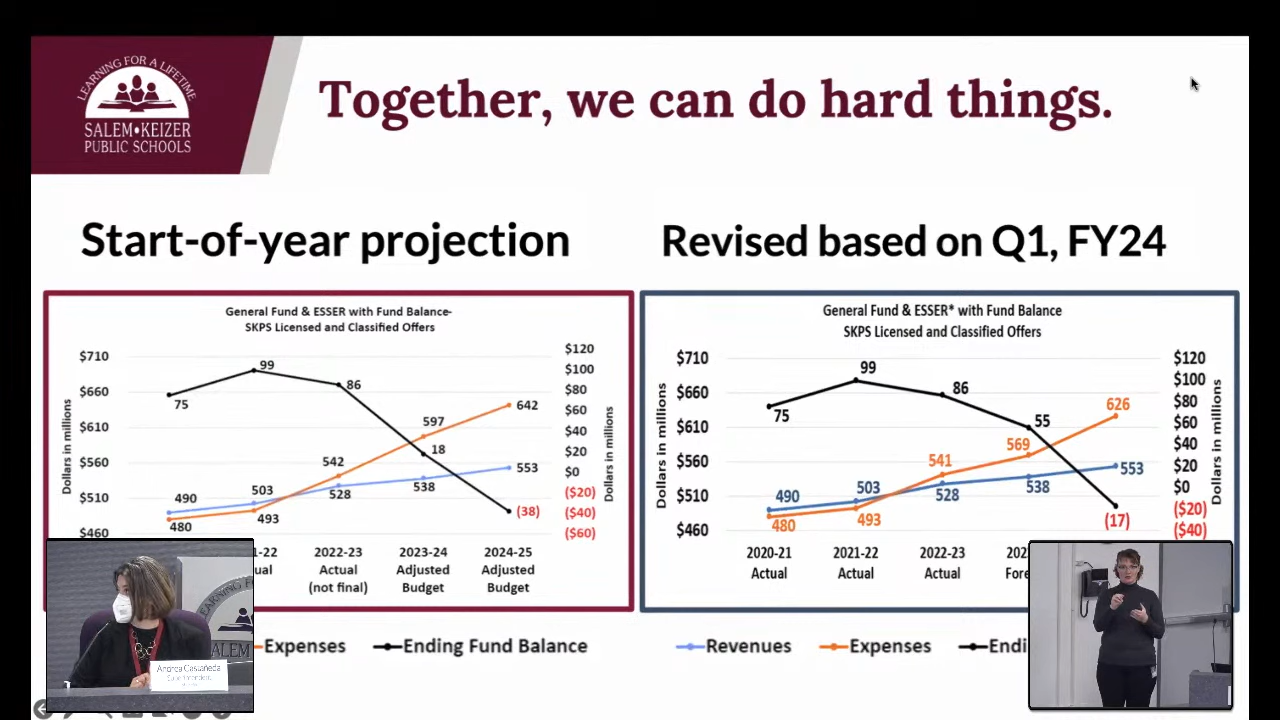 LEARNING FOR A LIFETIME
SALEM•KEIZER
PUBLIC SCHOOLS
Together, we can do hard things.
Start-of-year projection
General Fund & ESSER with Fund Balance-
SKPS Licensed and Classified Offers
Dollars in millions
$710
$660
$610
$560
$510
$460
75
99
86
18
(38)
490
503
528
538
553
480
493
542
597
642
$120
$100
$80
$60
$40
$20
$0
($20)
($40)
($60)
Dollars in millions
2022-23
Actual
(not final)
2023-24
Adjusted
Budget
2024-25
Adjusted
Budget
Expenses
Ending Fund Balance
Revised based on Q1, FY24
General Fund & ESSER* with Fund Balance
SKPS Licensed and Classified Offers
Dollars in millions
$710
$660
$610
$560
$510
$460
75
99
86
55
(17)
490
503
528
538
553
480
493
541
569
626
$120
$100
$80
$60
$40
$20
$0
($20)
($40)
Dollars in millions
2020-21
Actual
2021-22
Actual
2022-23
Actual
Revenues
Expenses
Andrea Castañeda
Superintendent